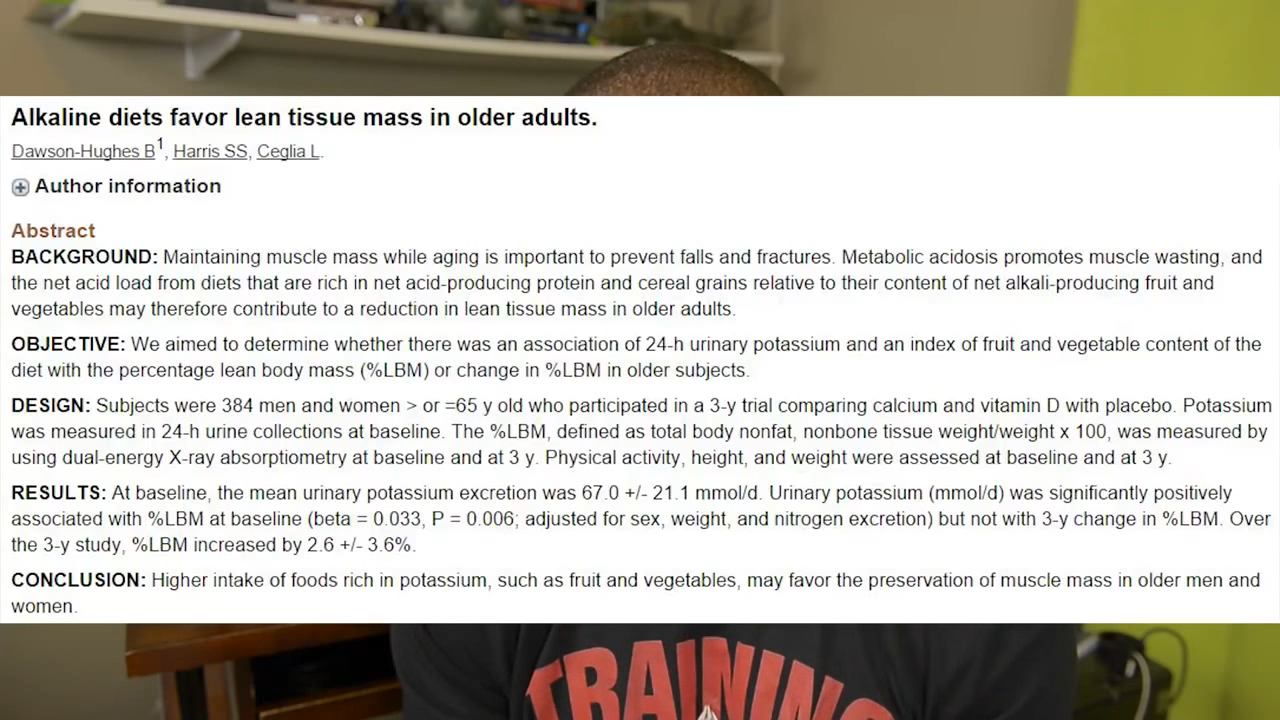 Alkaline diets favor lean tissue mass in older adults.
Dawson-Hughes B1, Harris SS, Ceglia L.
Author information
Abstract
BACKGROUND: Maintaining muscle mass while aging is important to prevent falls and fractures. Metabolic acidosis promotes muscle wasting, and
the net acid load from diets that are rich in net acid-producing protein and cereal grains relative to their content of net alkali-producing fruit and
vegetables may therefore contribute to a reduction in lean tissue mass in older adults.
OBJECTIVE: We aimed to determine whether there was an association of 24-h urinary potassium and an index of fruit and vegetable content of the
diet with the percentage lean body mass (%LBM) or change in %LBM in older subjects.
DESIGN: Subjects were 384 men and women > or =65 y old who participated in a 3-y trial comparing calcium and vitamin D with placebo. Potassium
was measured in 24-h urine collections at baseline. The %LBM, defined as total body nonfat, nonbone tissue weight/weight x 100, was measured by
using dual-energy X-ray absorptiometry at baseline and at 3 y. Physical activity, height, and weight were assessed at baseline and at 3 y.
RESULTS: At baseline, the mean urinary potassium excretion was 67.0 +/- 21.1 mmol/d. Urinary potassium (mmol/d) was significantly positively
associated with %LBM at baseline (beta = 0.033, P = 0.006; adjusted for sex, weight, and nitrogen excretion) but not with 3-y change in %LBM. Over
the 3-y study, %LBM increased by 2.6 +/- 3.6%.
CONCLUSION: Higher intake of foods rich in potassium, such as fruit and vegetables, may favor the preservation of muscle mass in older men and
women.
TRAINING